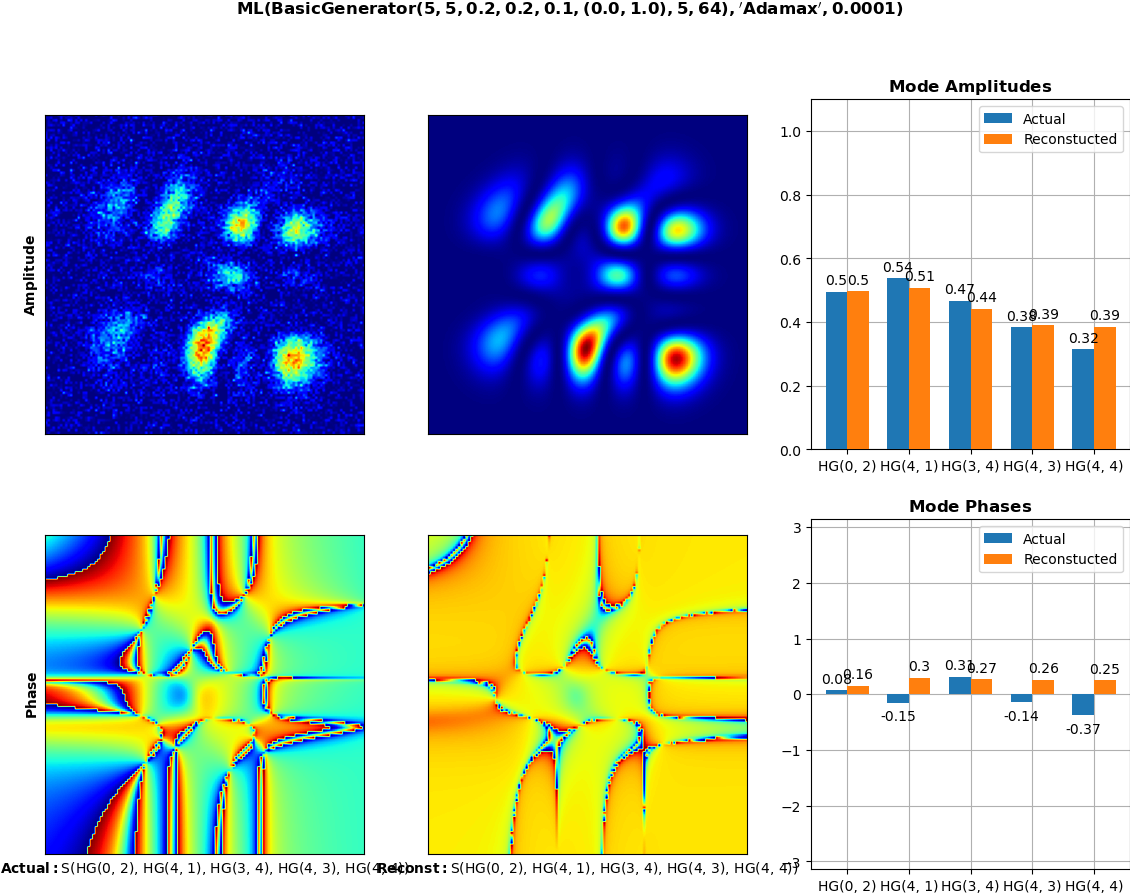 ML(BasicGenerator(5, 5, 0.2, 0.2, 0.1, (0.0, 1.0), 5, 64), 'Adamax', 0.0001)
Mode Amplitudes
Actual
Reconstucted
1.0
0.8
0.6
0.4
0.2
0.0
0.5 0.5
0.54 0.51
0.47 0.44
0.38 0.39
0.32 0.39
HG(0, 2) HG(4, 1) HG(3, 4) HG(4, 3) HG(4, 4)
Amplitude
Mode Phases
Actual
Reconstucted
3
2
1
0
−1
−2
−3
0.08 0.16
-0.15 0.3
0.31 0.27
-0.14 0.26
-0.37 0.25
HG(0, 2) HG(4, 1) HG(3, 4) HG(4, 3) HG(4, 4)
Phase
Actual: S(HG(0, 2), HG(4, 1), HG(3, 4), HG(4, 3), HG(4, 4))
Reconst: S(HG(0, 2), HG(4, 1), HG(3, 4), HG(4, 3), HG(4, 4))